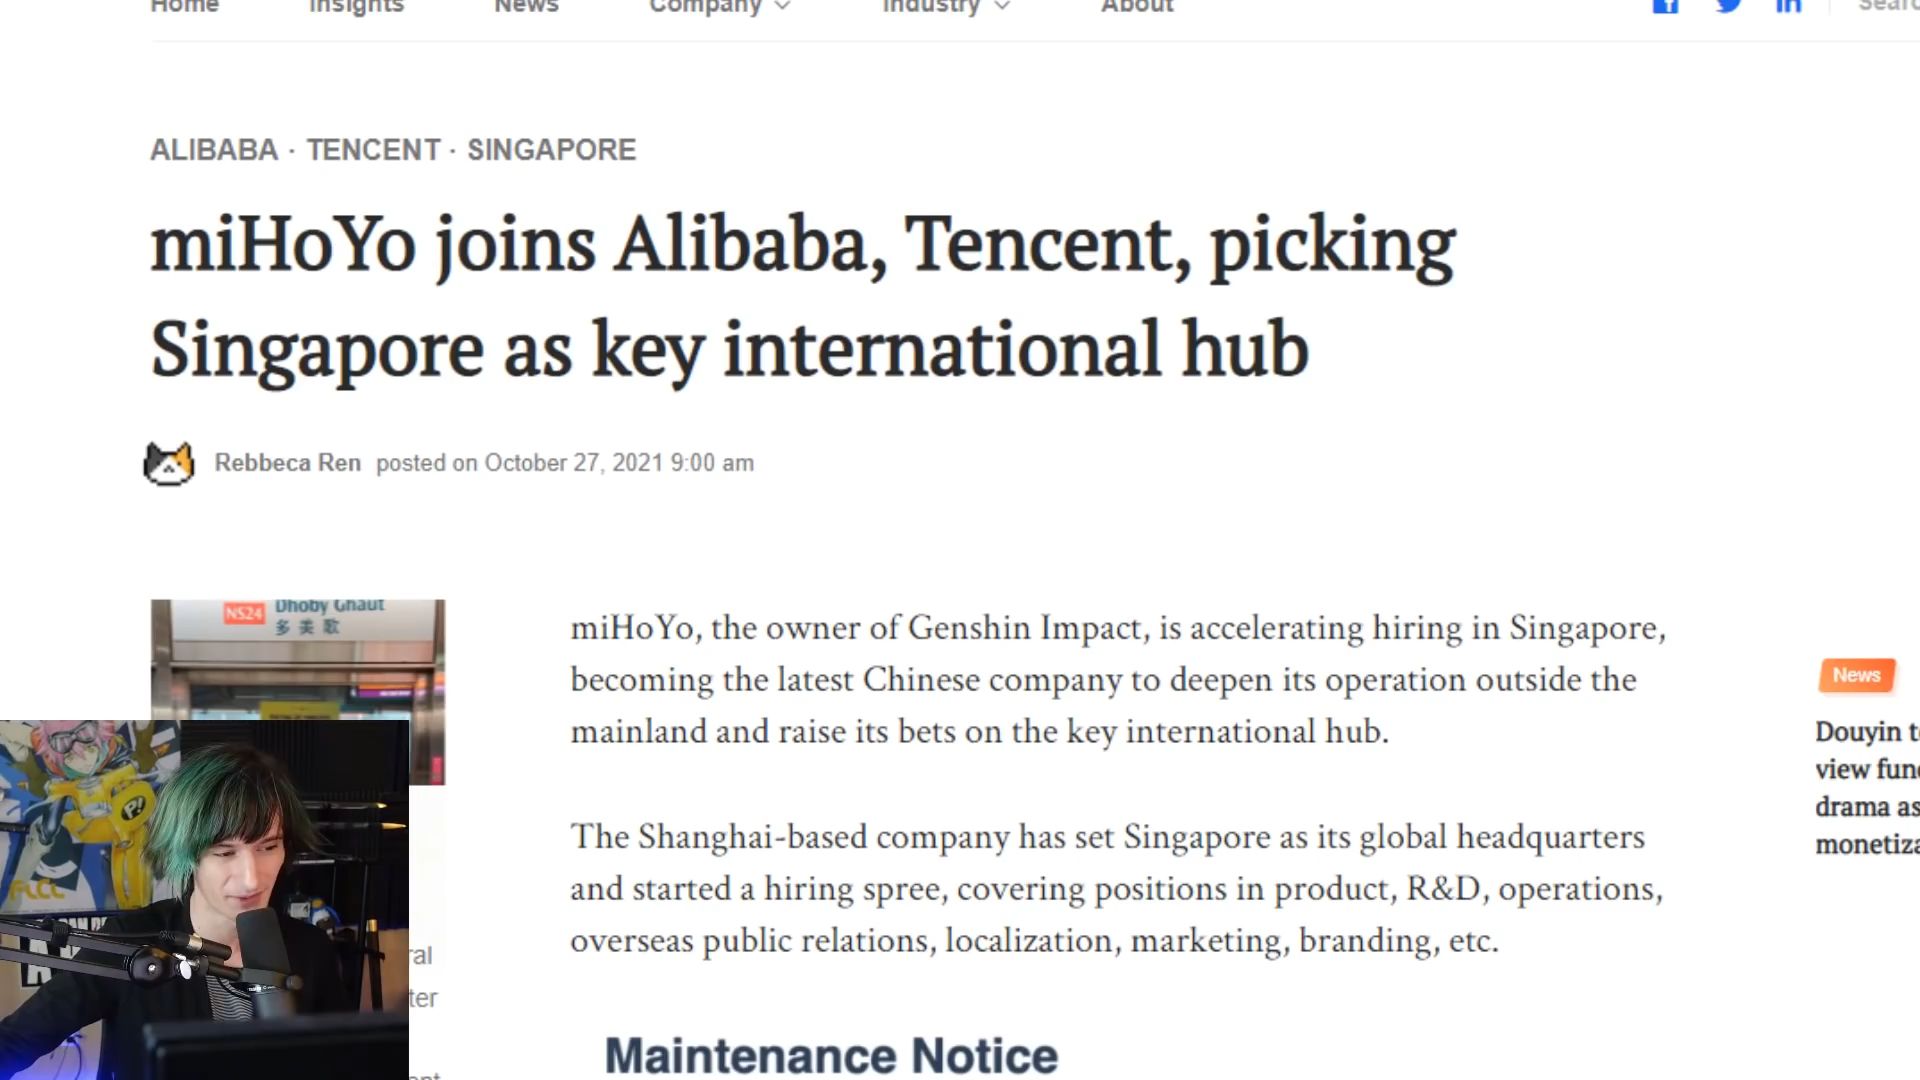 Home Insights News Company Industry About
ALIBABA · TENCENT · SINGAPORE
miHoYo joins Alibaba, Tencent, picking
Singapore as key international hub
Rebbeca Ren posted on October 27, 2021 9:00 am
NS24 Dhoby Ghaut
多美歌
miHoYo, the owner of Genshin Impact, is accelerating hiring in Singapore,
becoming the latest Chinese company to deepen its operation outside the
mainland and raise its bets on the key international hub.
The Shanghai-based company has set Singapore as its global headquarters
and started a hiring spree, covering positions in product, R&D, operations,
overseas public relations, localization, marketing, branding, etc.
Maintenance Notice
News
Douyin
view
drama as
FLCL
P!